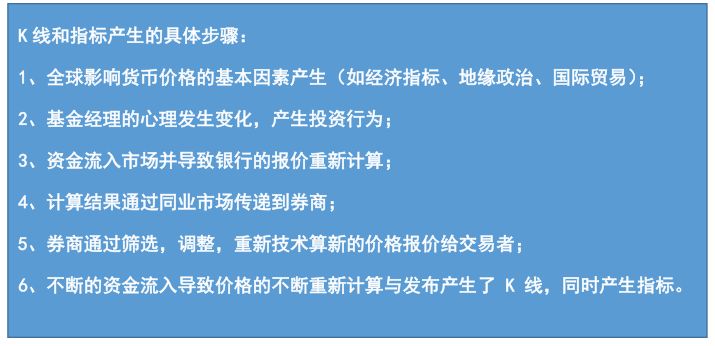 K线和指标产生的具体步骤：
1、全球影响货币价格的基本因素产生（如经济指标、地缘政治、国际贸易）；
2、基金经理的心理发生变化，产生投资行为；
3、资金流入市场并导致银行的报价重新计算；
4、计算结果通过同业市场传递到券商；
5、券商通过筛选，调整，重新技术算新的价格报价给交易者；
6、不断的资金流入导致价格的不断重新计算与发布产生了 K 线，同时产生指标。